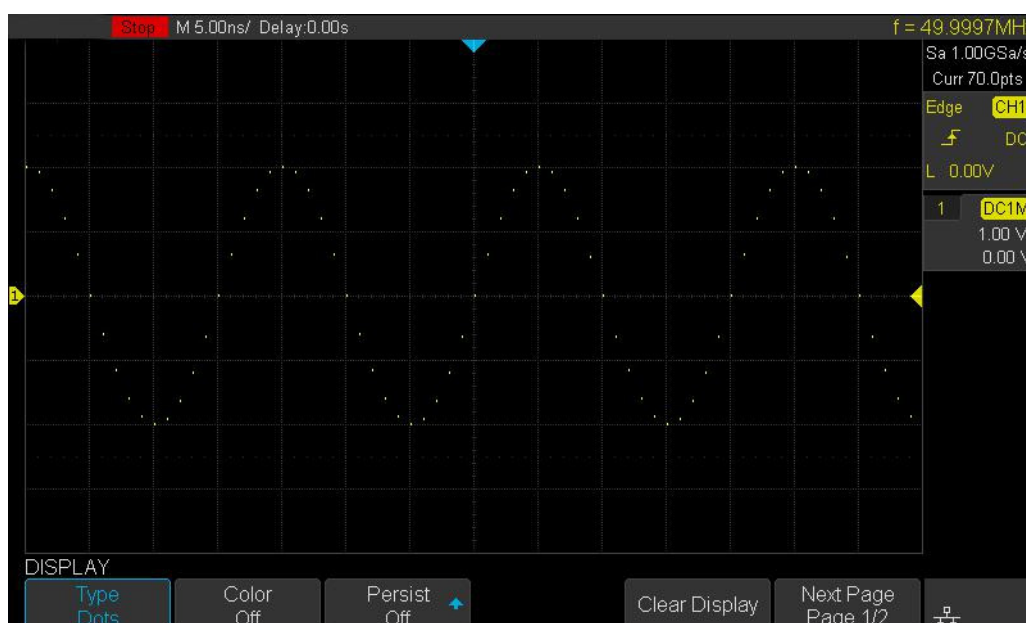 Stop M 5.00ns/ Delay:0.00s f = 49.9997MH
Sa 1.00GSa/s
Curr 70.0pts
Edge CH1
DC
L 0.00V
1 DC1M
1.00 V
0.00 V
1
DISPLAY
Type Color Persist Clear Display Next Page
Dots Off Off Page 1/2